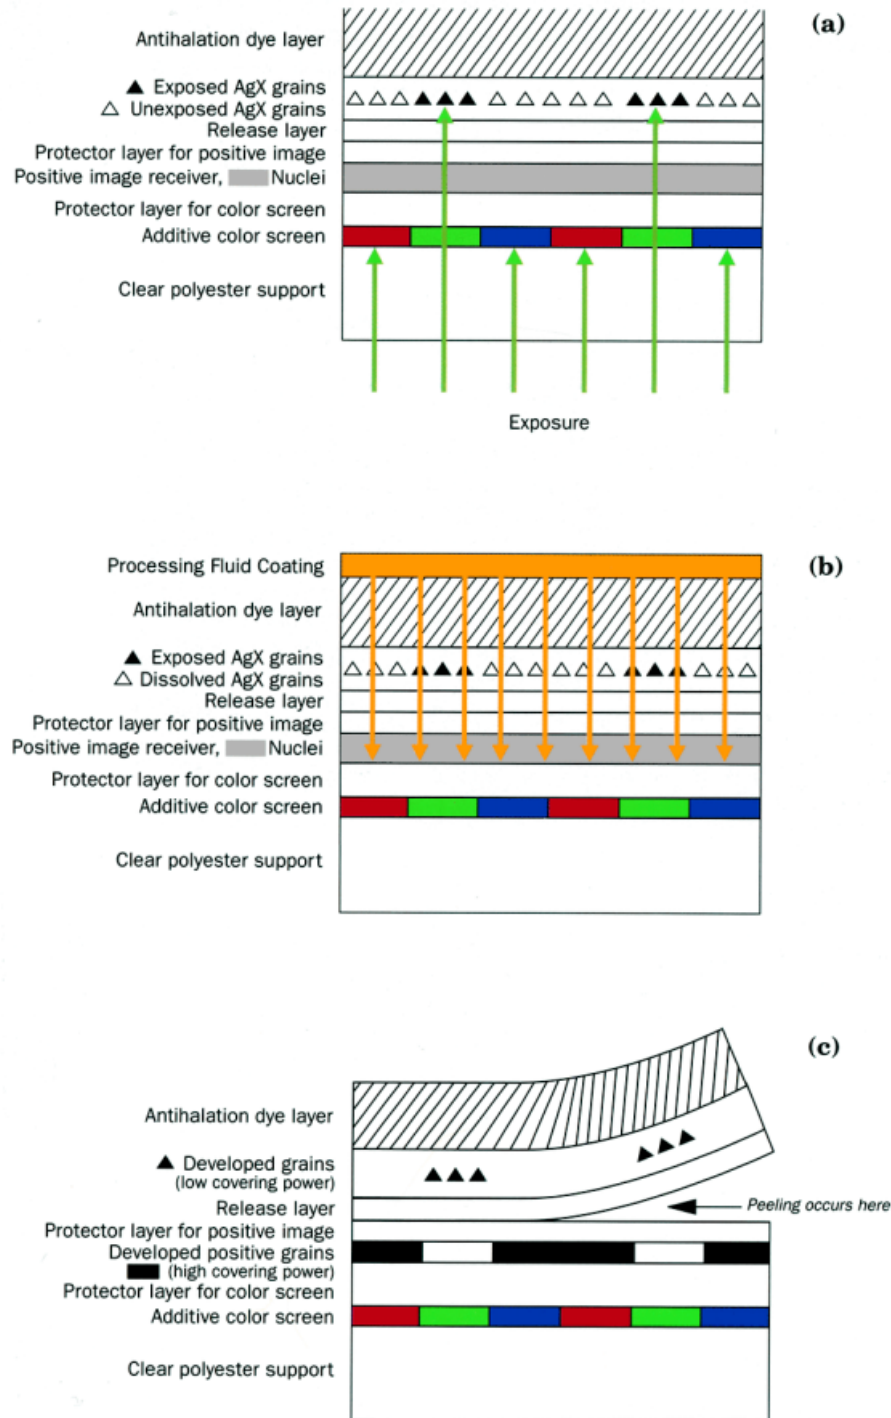 (a)
Antihalation dye layer
▲ Exposed AgX grains
△ Unexposed AgX grains
Release layer
Protector layer for positive image
Positive image receiver, Nuclei
Protector layer for color screen
Additive color screen
Clear polyester support
Exposure
(b)
Processing Fluid Coating
Antihalation dye layer
▲ Exposed AgX grains
△ Dissolved AgX grains
Release layer
Protector layer for positive image
Positive image receiver, Nuclei
Protector layer for color screen
Additive color screen
Clear polyester support
(c)
Antihalation dye layer
▲ Developed grains
(low covering power)
Release layer
Peeling occurs here
Protector layer for positive image
Developed positive grains
(high covering power)
Protector layer for color screen
Additive color screen
Clear polyester support